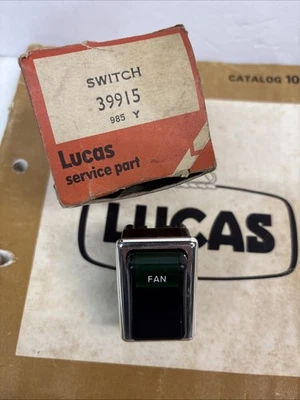 SWITCH
39915
985 Y
Lucas
service part
CATALOG 10
LUCAS
FAN